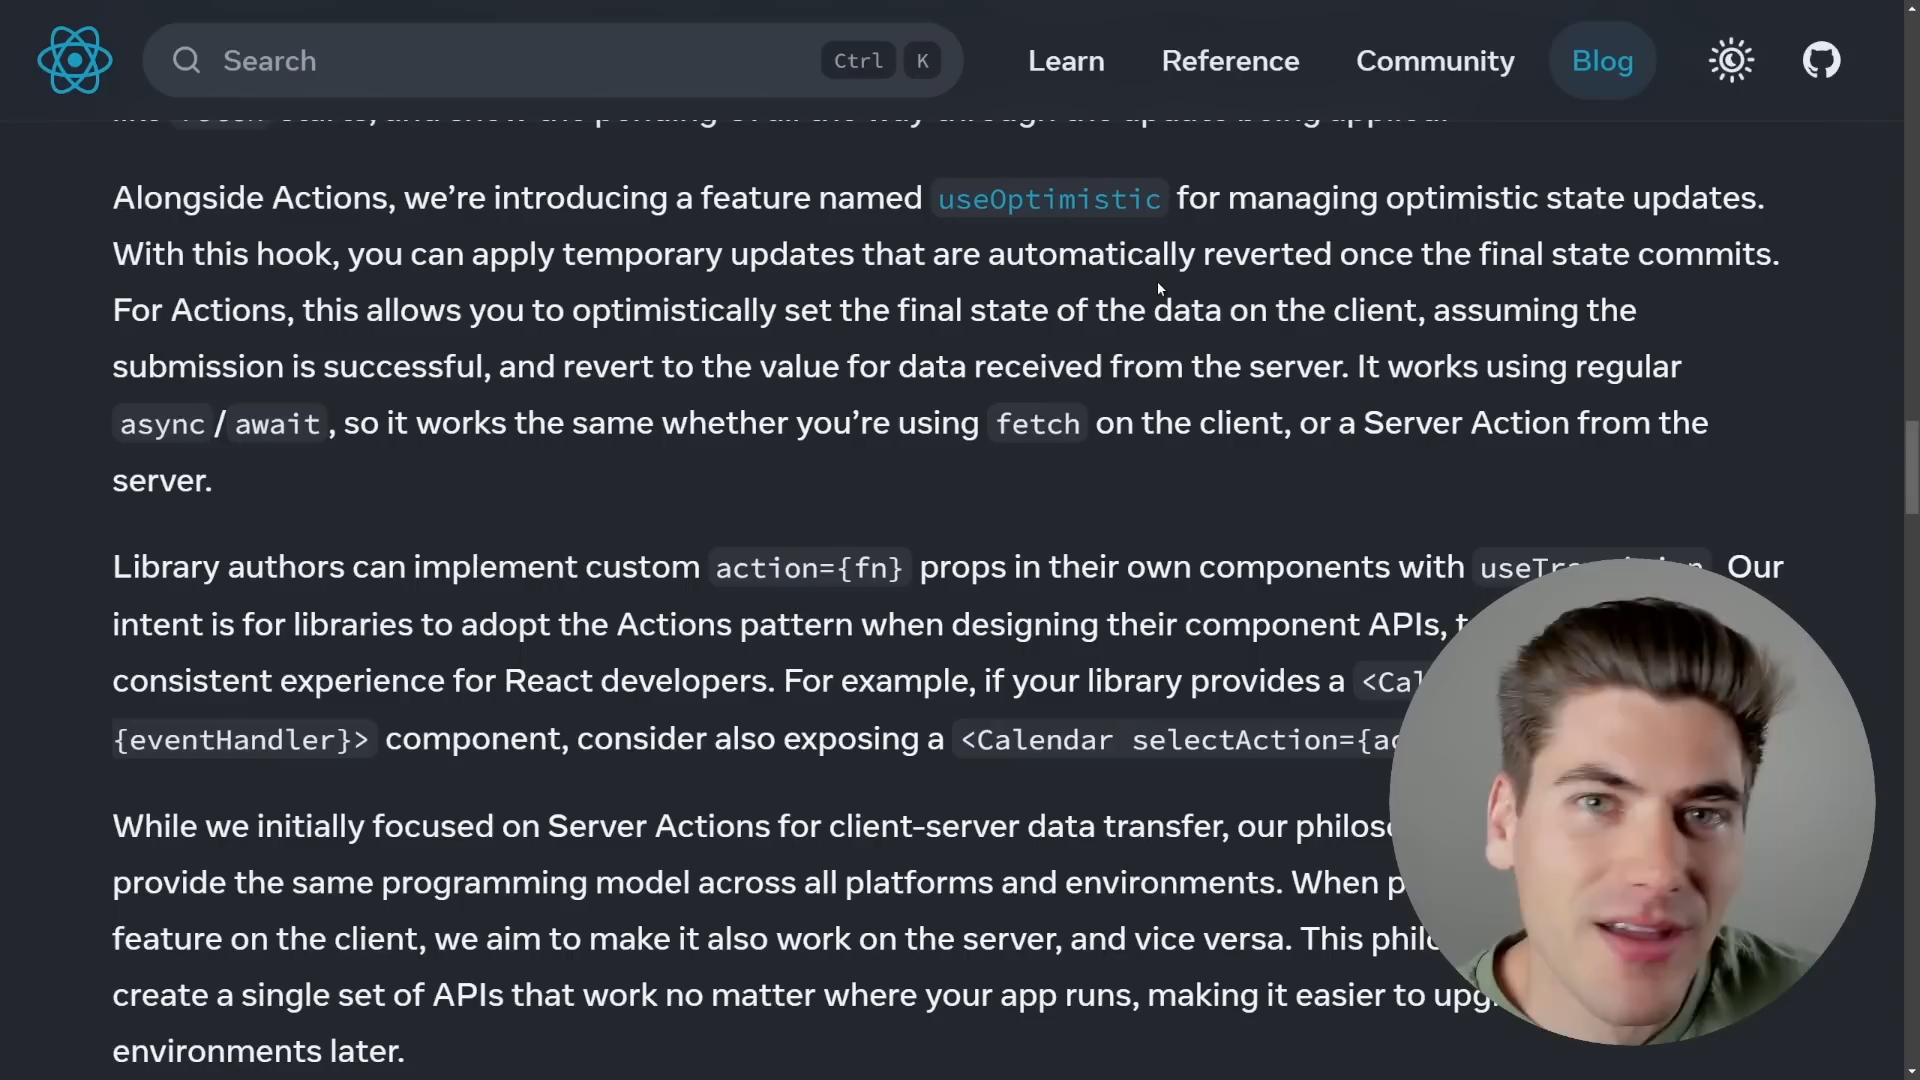 Search
Ctrl K
Learn
Reference
Community
Blog
Alongside Actions, we’re introducing a feature named useOptimistic for managing optimistic state updates.
With this hook, you can apply temporary updates that are automatically reverted once the final state commits.
For Actions, this allows you to optimistically set the final state of the data on the client, assuming the
submission is successful, and revert to the value for data received from the server. It works using regular
async/await, so it works the same whether you’re using fetch on the client, or a Server Action from the
server.
Library authors can implement custom action={fn} props in their own components with Our
intent is for libraries to adopt the Actions pattern when designing their component APIs,
consistent experience for React developers. For example, if your library provides a
{eventHandler}> component, consider also exposing a <Calendar
While we initially focused on Server Actions for client-server data transfer, our
provide the same programming model across all platforms and environments. When
feature on the client, we aim to make it also work on the server, and vice versa. This
create a single set of APIs that work no matter where your app runs, making it easier to
environments later.